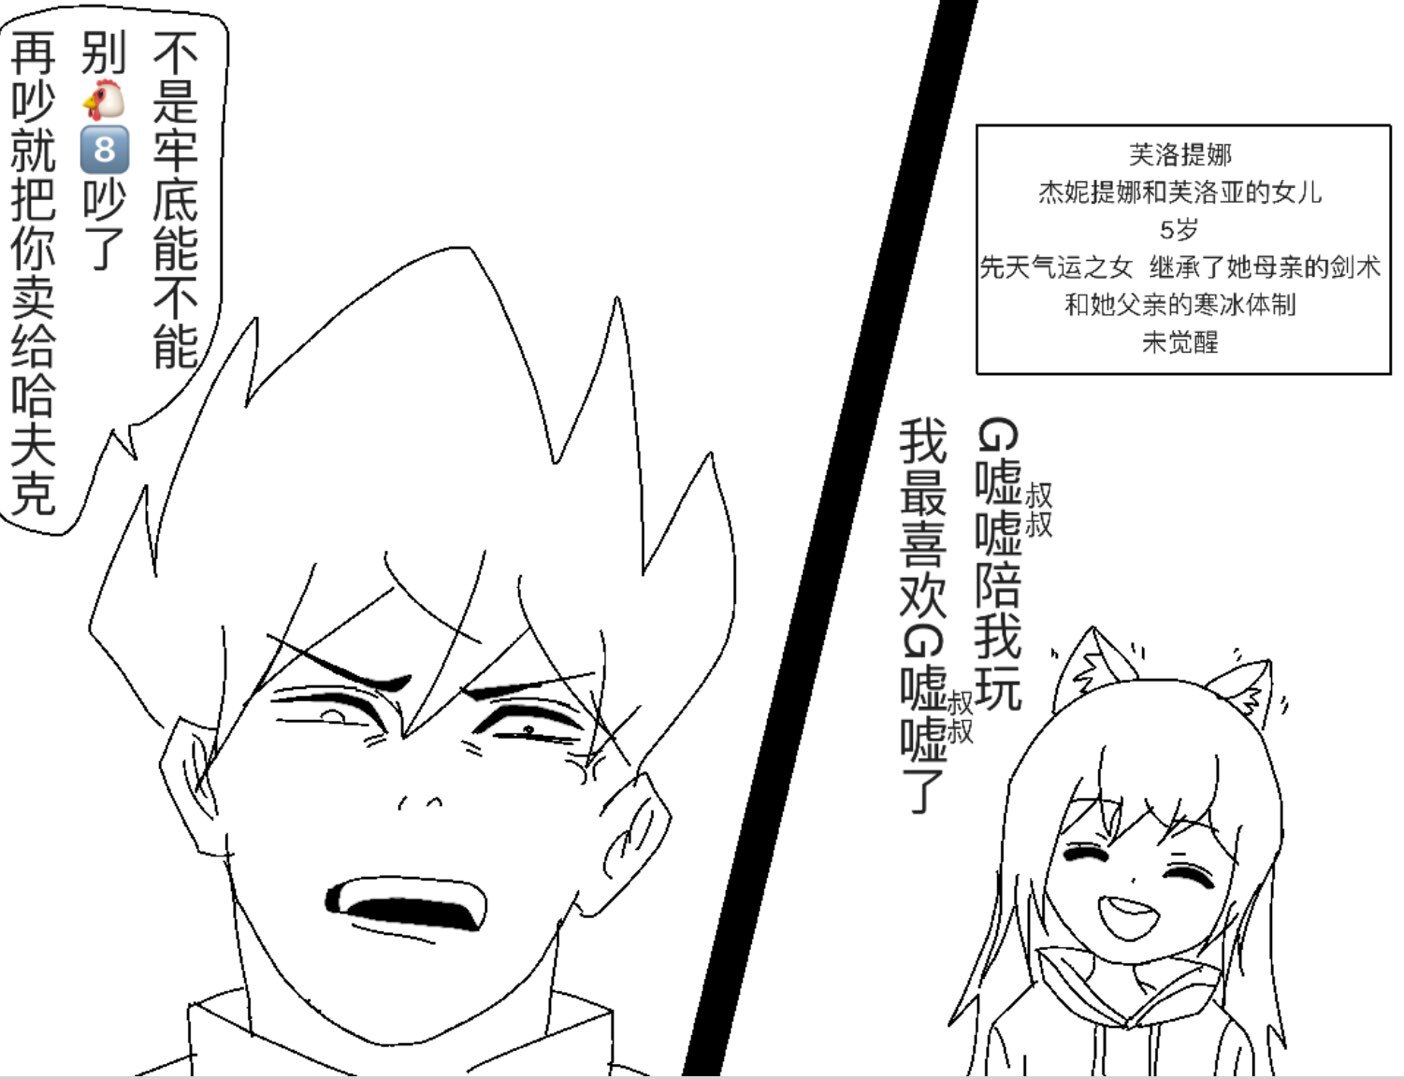 不是牢底能不能
别🐔8️⃣吵了
再吵就把你卖给哈夫克
芙洛提娜
杰妮提娜和芙洛亚的女儿
5岁
先天气运之女 继承了她母亲的剑术
和她父亲的寒冰体制
未觉醒
G嘘嘘陪我玩
叔叔
我最喜欢G嘘嘘了
叔叔